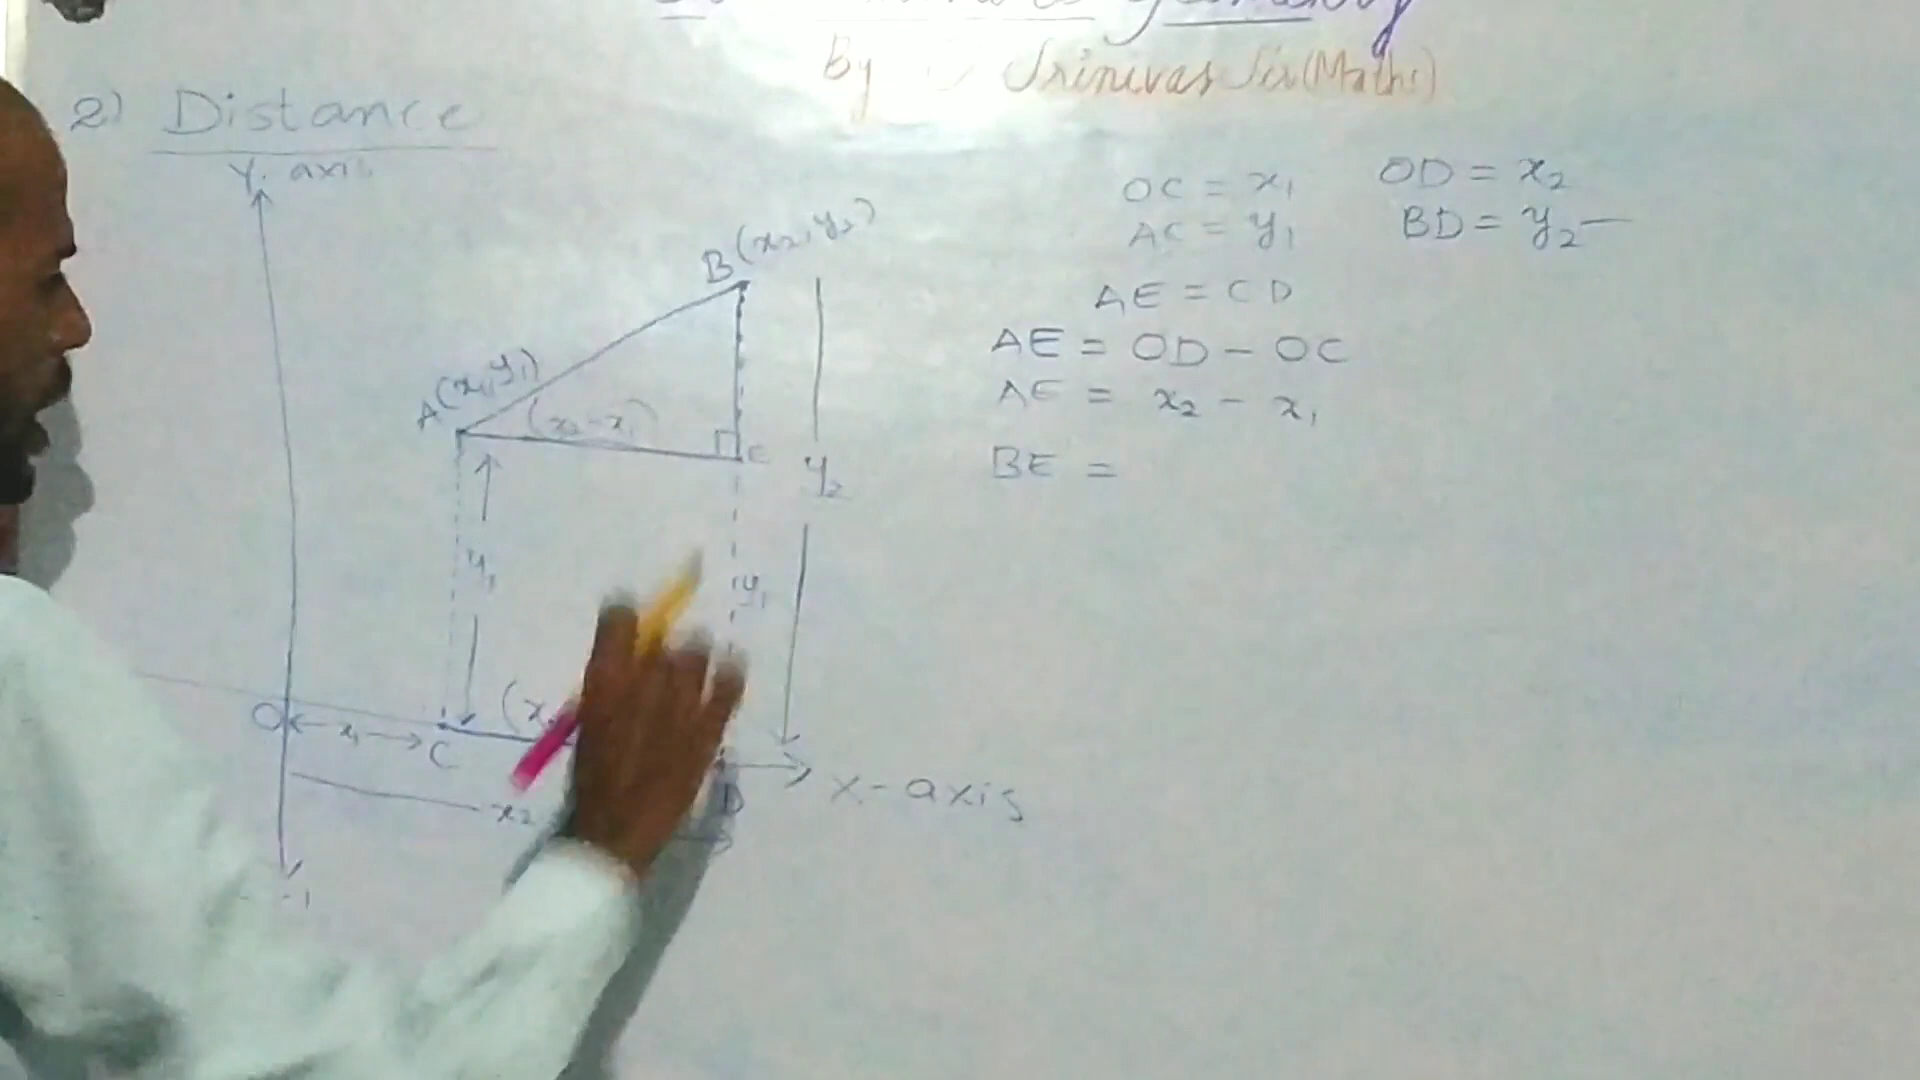 Geometry
By Srinivas Sir (Maths)
2) Distance
Y. axis
OC = x₁
OD = x₂
AC = y₁
BD = y₂ —
AE = CD
AE = OD - OC
AE = x₂ - x₁
BE =
B (x₂, y₂)
A (x₁, y₁)
(x₂ - x₁)
E
y₂
y₁
y₁
O
x₁
C
(x
D
x₂
x-axis